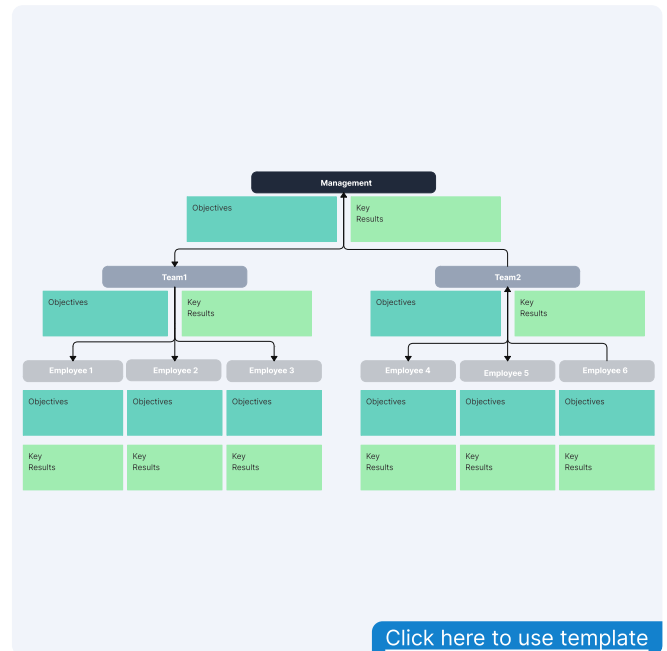 Management
Objectives
Key
Results
Team1
Team2
Objectives
Key
Results
Objectives
Key
Results
Employee 1
Employee 2
Employee 3
Employee 4
Employee 5
Employee 6
Objectives
Objectives
Objectives
Objectives
Objectives
Objectives
Key
Results
Key
Results
Key
Results
Key
Results
Key
Results
Key
Results
Click here to use template